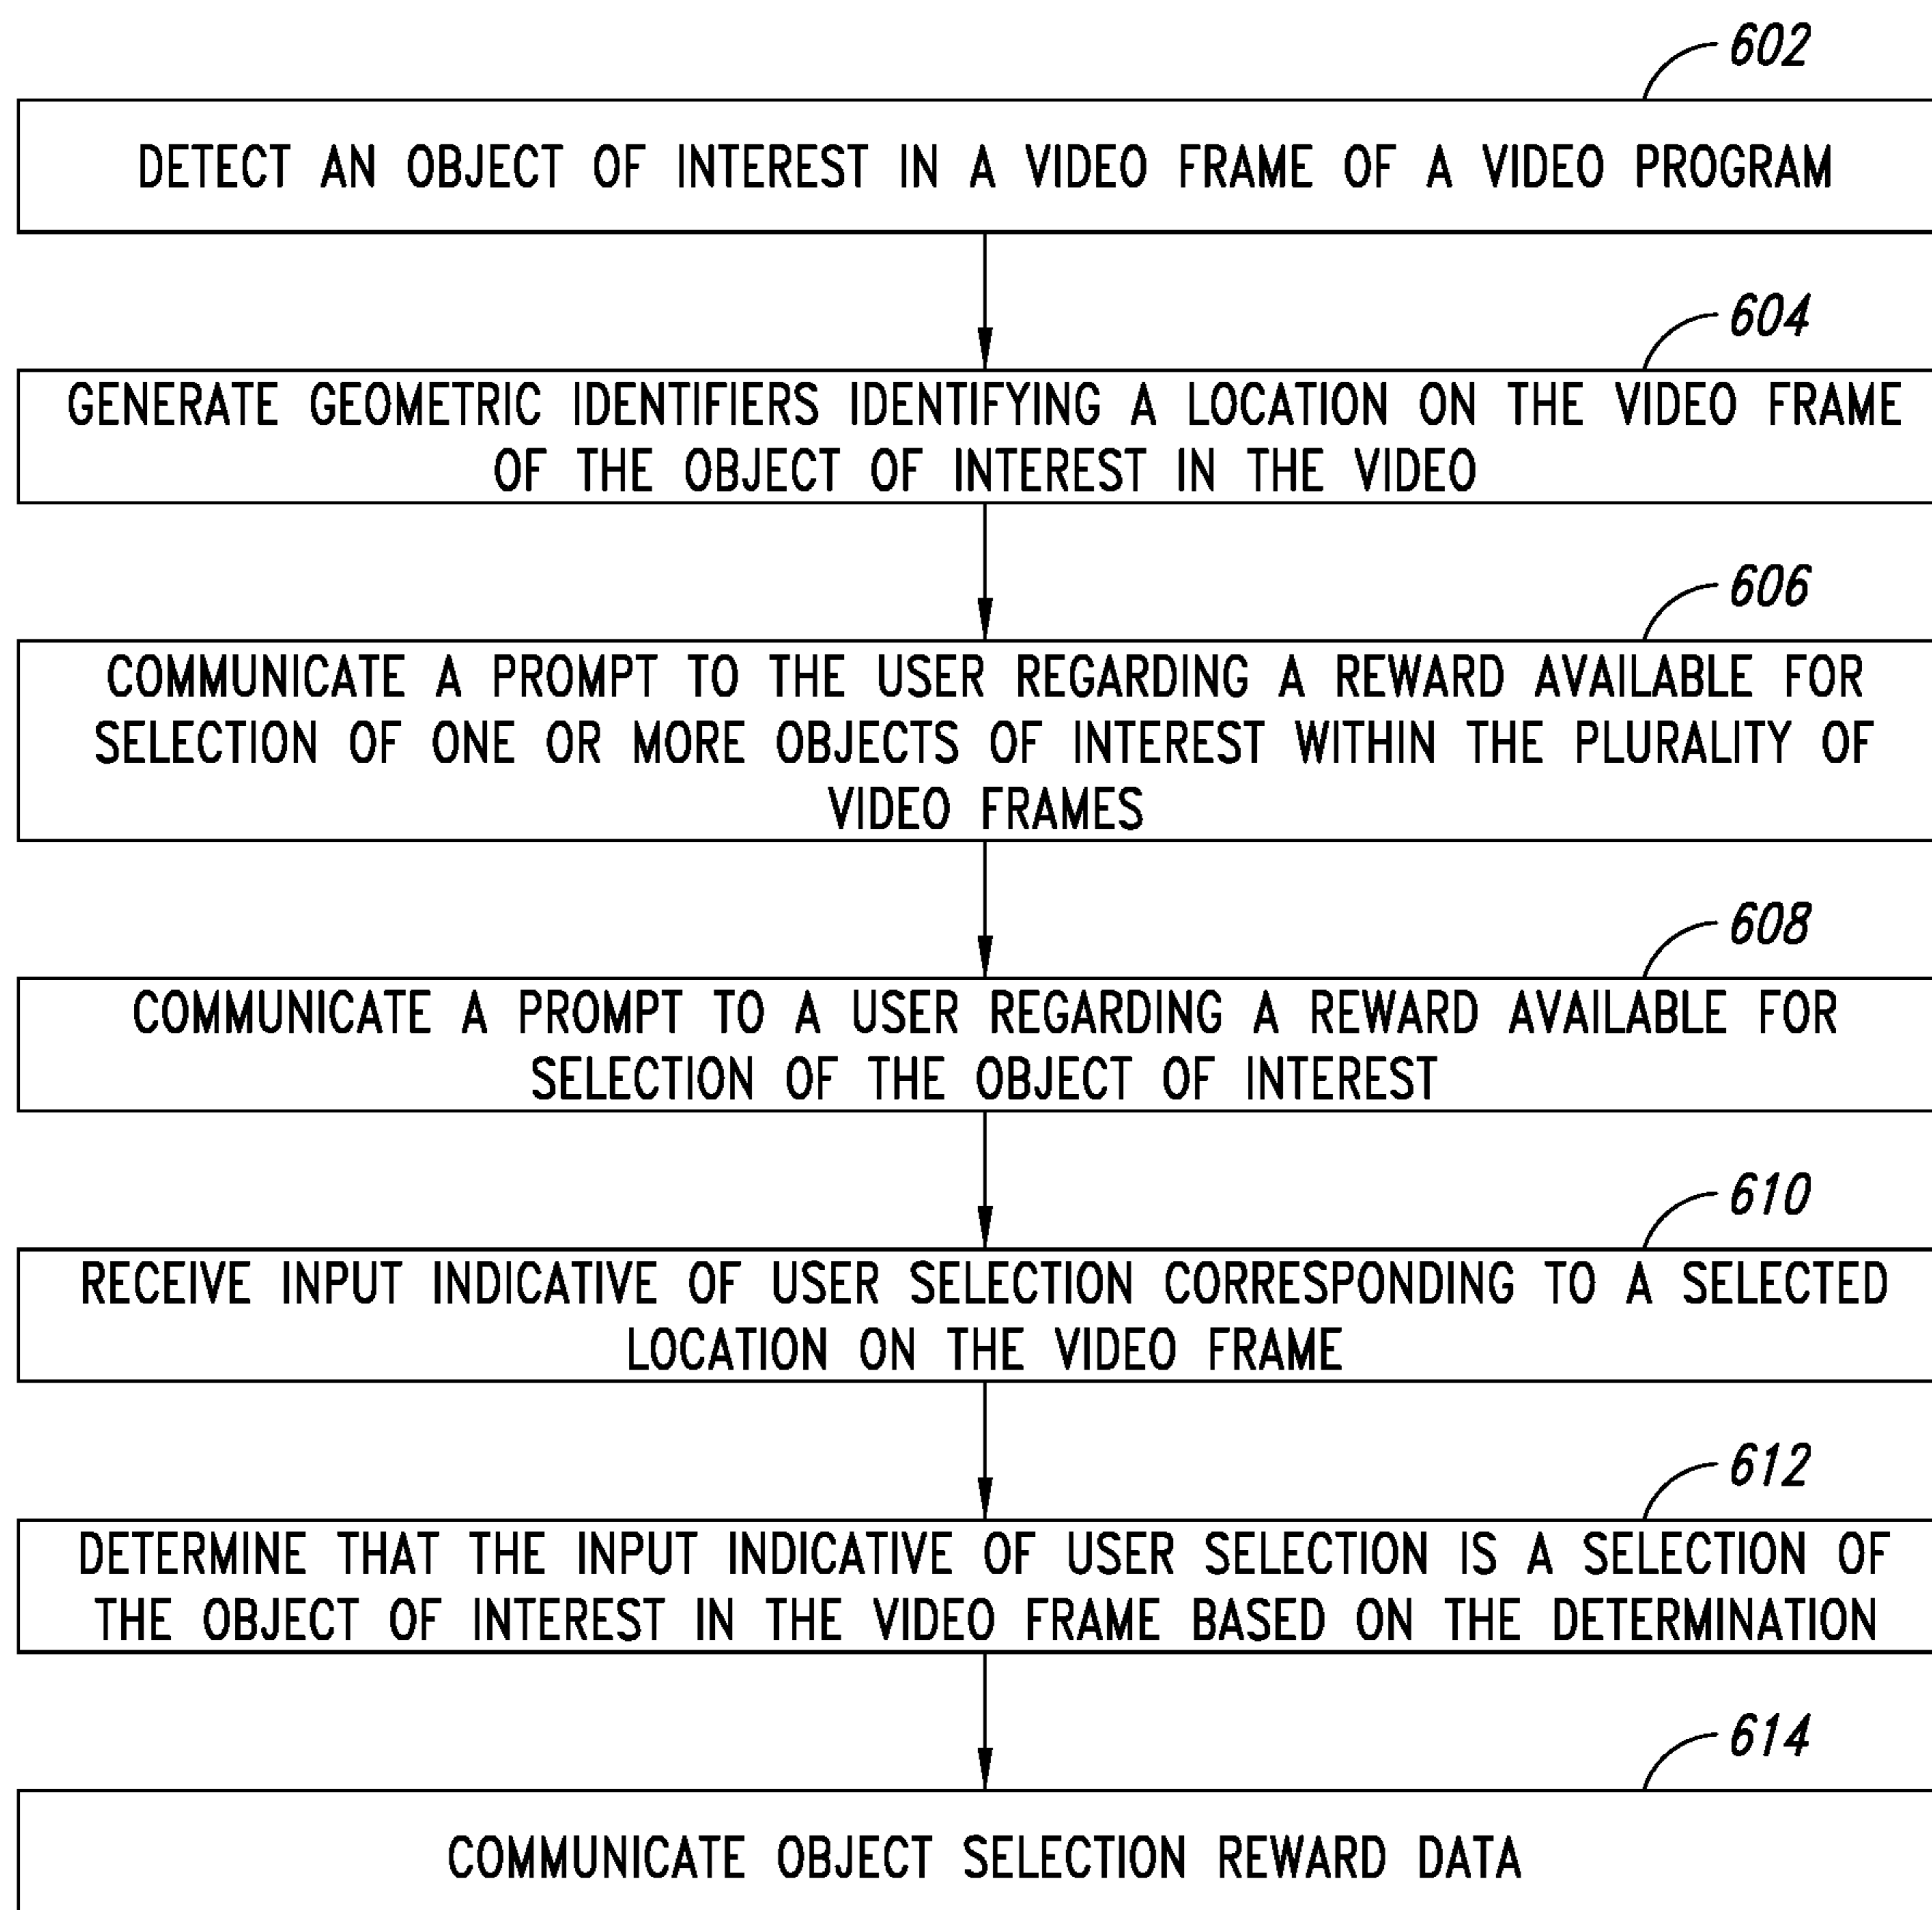 602
DETECT AN OBJECT OF INTEREST IN A VIDEO FRAME OF A VIDEO PROGRAM
604
GENERATE GEOMETRIC IDENTIFIERS IDENTIFYING A LOCATION ON THE VIDEO FRAME
OF THE OBJECT OF INTEREST IN THE VIDEO
606
COMMUNICATE A PROMPT TO THE USER REGARDING A REWARD AVAILABLE FOR
SELECTION OF ONE OR MORE OBJECTS OF INTEREST WITHIN THE PLURALITY OF
VIDEO FRAMES
608
COMMUNICATE A PROMPT TO A USER REGARDING A REWARD AVAILABLE FOR
SELECTION OF THE OBJECT OF INTEREST
610
RECEIVE INPUT INDICATIVE OF USER SELECTION CORRESPONDING TO A SELECTED
LOCATION ON THE VIDEO FRAME
612
DETERMINE THAT THE INPUT INDICATIVE OF USER SELECTION IS A SELECTION OF
THE OBJECT OF INTEREST IN THE VIDEO FRAME BASED ON THE DETERMINATION
614
COMMUNICATE OBJECT SELECTION REWARD DATA